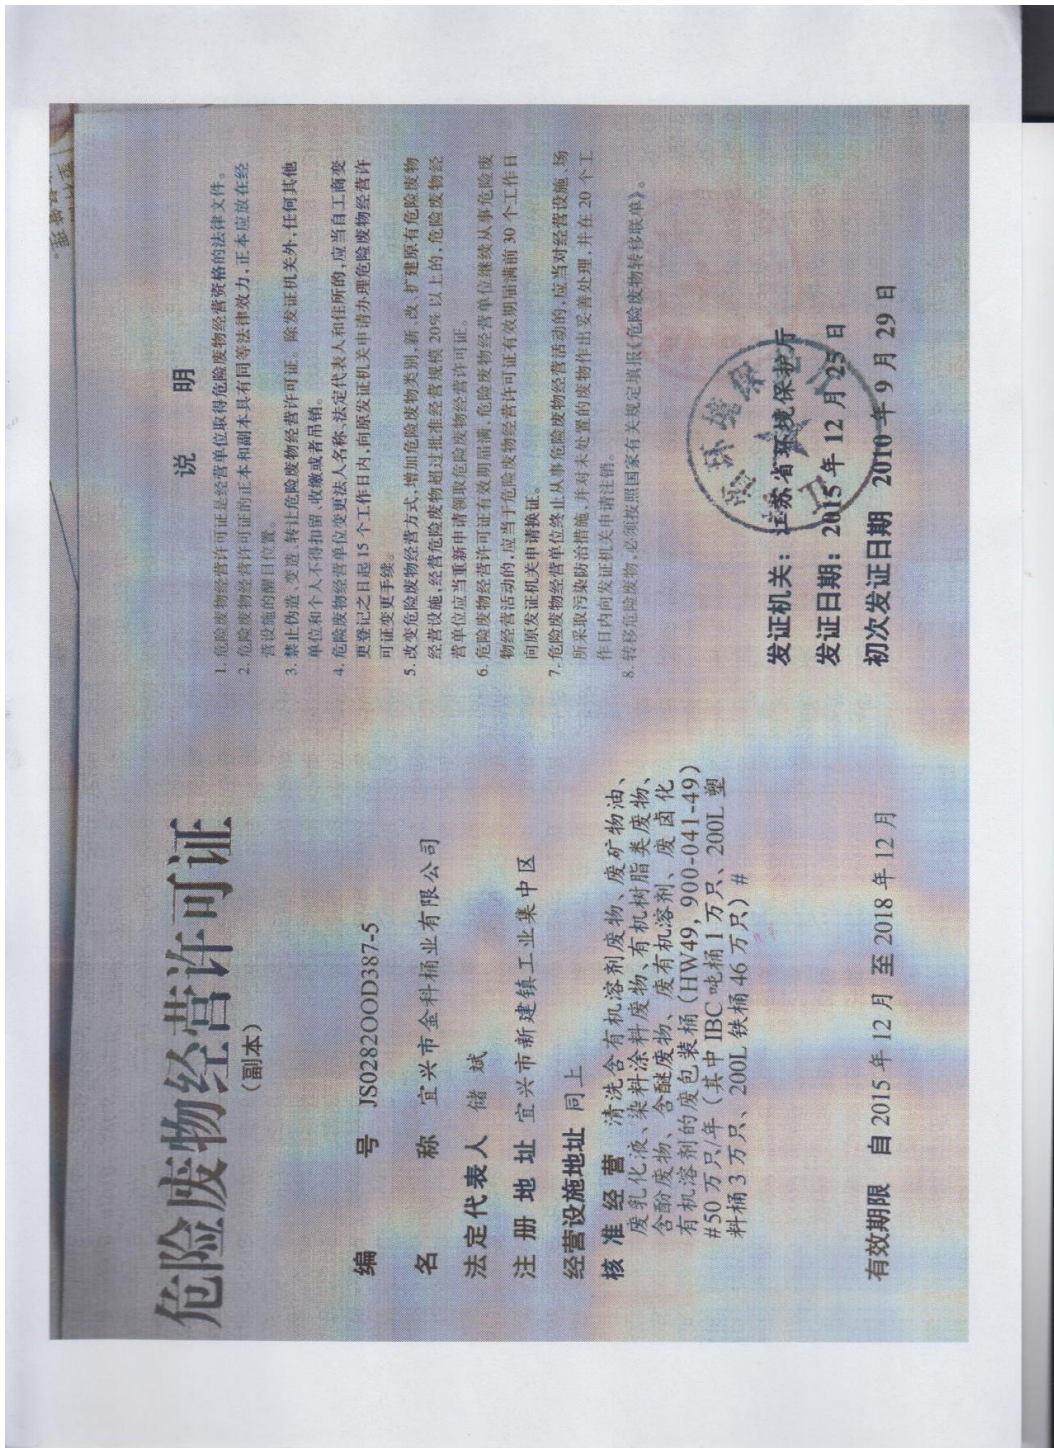 危险废物经营许可证
（副本）
编 号 JS0282OOD387-5
名 称 宜兴市金科桶业有限公司
法定代表人 储 斌
注册地址 宜兴市新建镇工业集中区
经营设施地址 同上
核准经营 清洗含有机溶剂废物、废矿物油、
废乳化液、染料涂料废物、有机树脂类废物、
含酚废物、含醚废物、废有机溶剂、废卤化
有机溶剂的废包装桶（HW49, 900-041-49）
#50万只/年（其中IBC吨桶1万只、200L塑
料桶3万只、200L铁桶46万只）#
有效期限 自2015年12月 至2018年12月
说 明
1. 危险废物经营许可证是经营单位取得危险废物经营资格的法律文件。
2. 危险废物经营许可证的正本和副本具有同等法律效力,正本应放在经
营设施的醒目位置。
3. 禁止伪造、变造、转让危险废物经营许可证。除发证机关外,任何其他
单位和个人不得扣留、收缴或者吊销。
4. 危险废物经营单位变更法人名称、法定代表人和住所的,应当自工商变
更登记之日起15个工作日内,向原发证机关申请办理危险废物经营许
可证变更手续。
5. 改变危险废物经营方式,增加危险废物类别,新、改、扩建原有危险废物
经营设施,经营危险废物超过批准经营规模20%以上的,危险废物经
营单位应当重新申请领取危险废物经营许可证。
6. 危险废物经营许可证有效期届满,危险废物经营单位继续从事危险废
物经营活动的,应当于危险废物经营许可证有效期届满前30个工作日
向原发证机关申请换证。
7. 危险废物经营单位终止从事危险废物经营活动的,应当对经营设施、场
所采取污染防治措施,并对未处置的废物作出妥善处理,并在20个工
作日内向发证机关申请注销。
8. 转移危险废物,必须按照国家有关规定填报《危险废物转移联单》。
发证机关：江苏省环境保护厅
发证日期：2015年12月25日
初次发证日期 2010年9月29日